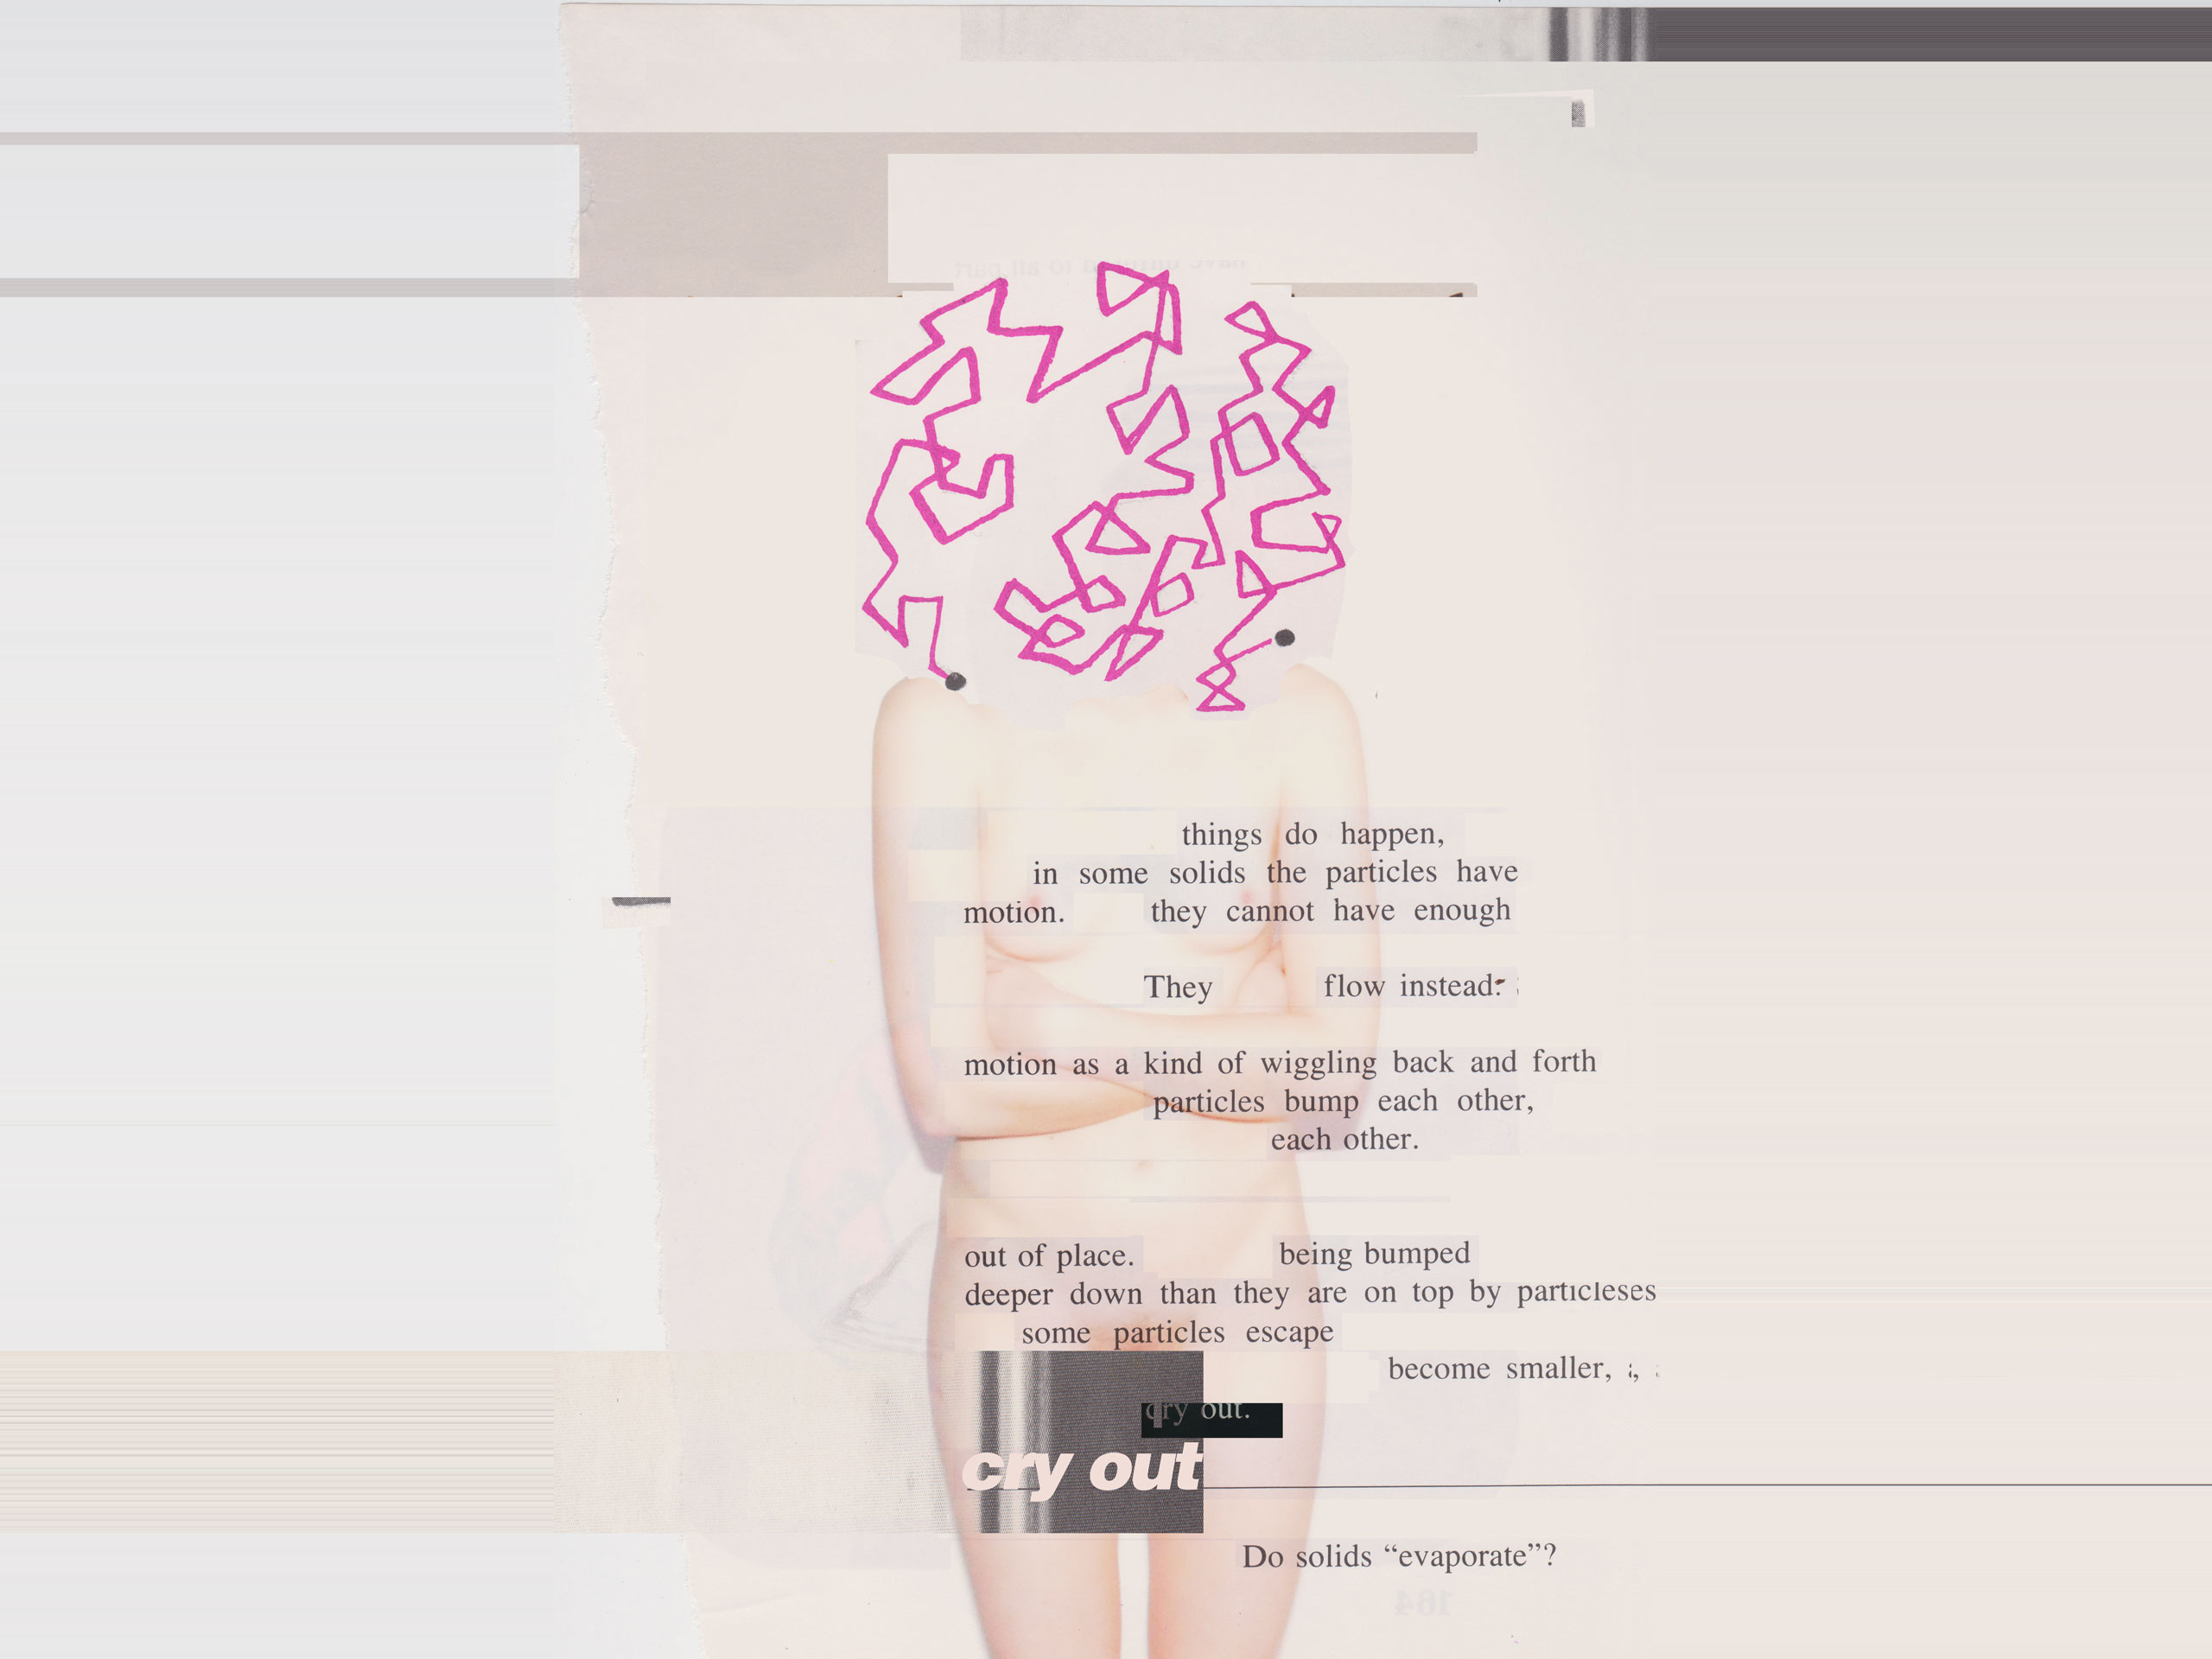 things do happen,
in some solids the particles have
motion. they cannot have enough
They flow instead.
motion as a kind of wiggling back and forth
particles bump each other,
each other.
out of place. being bumped
deeper down than they are on top by particleses
some particles escape
become smaller, ,
cry out.
cry out
Do solids “evaporate”?
164